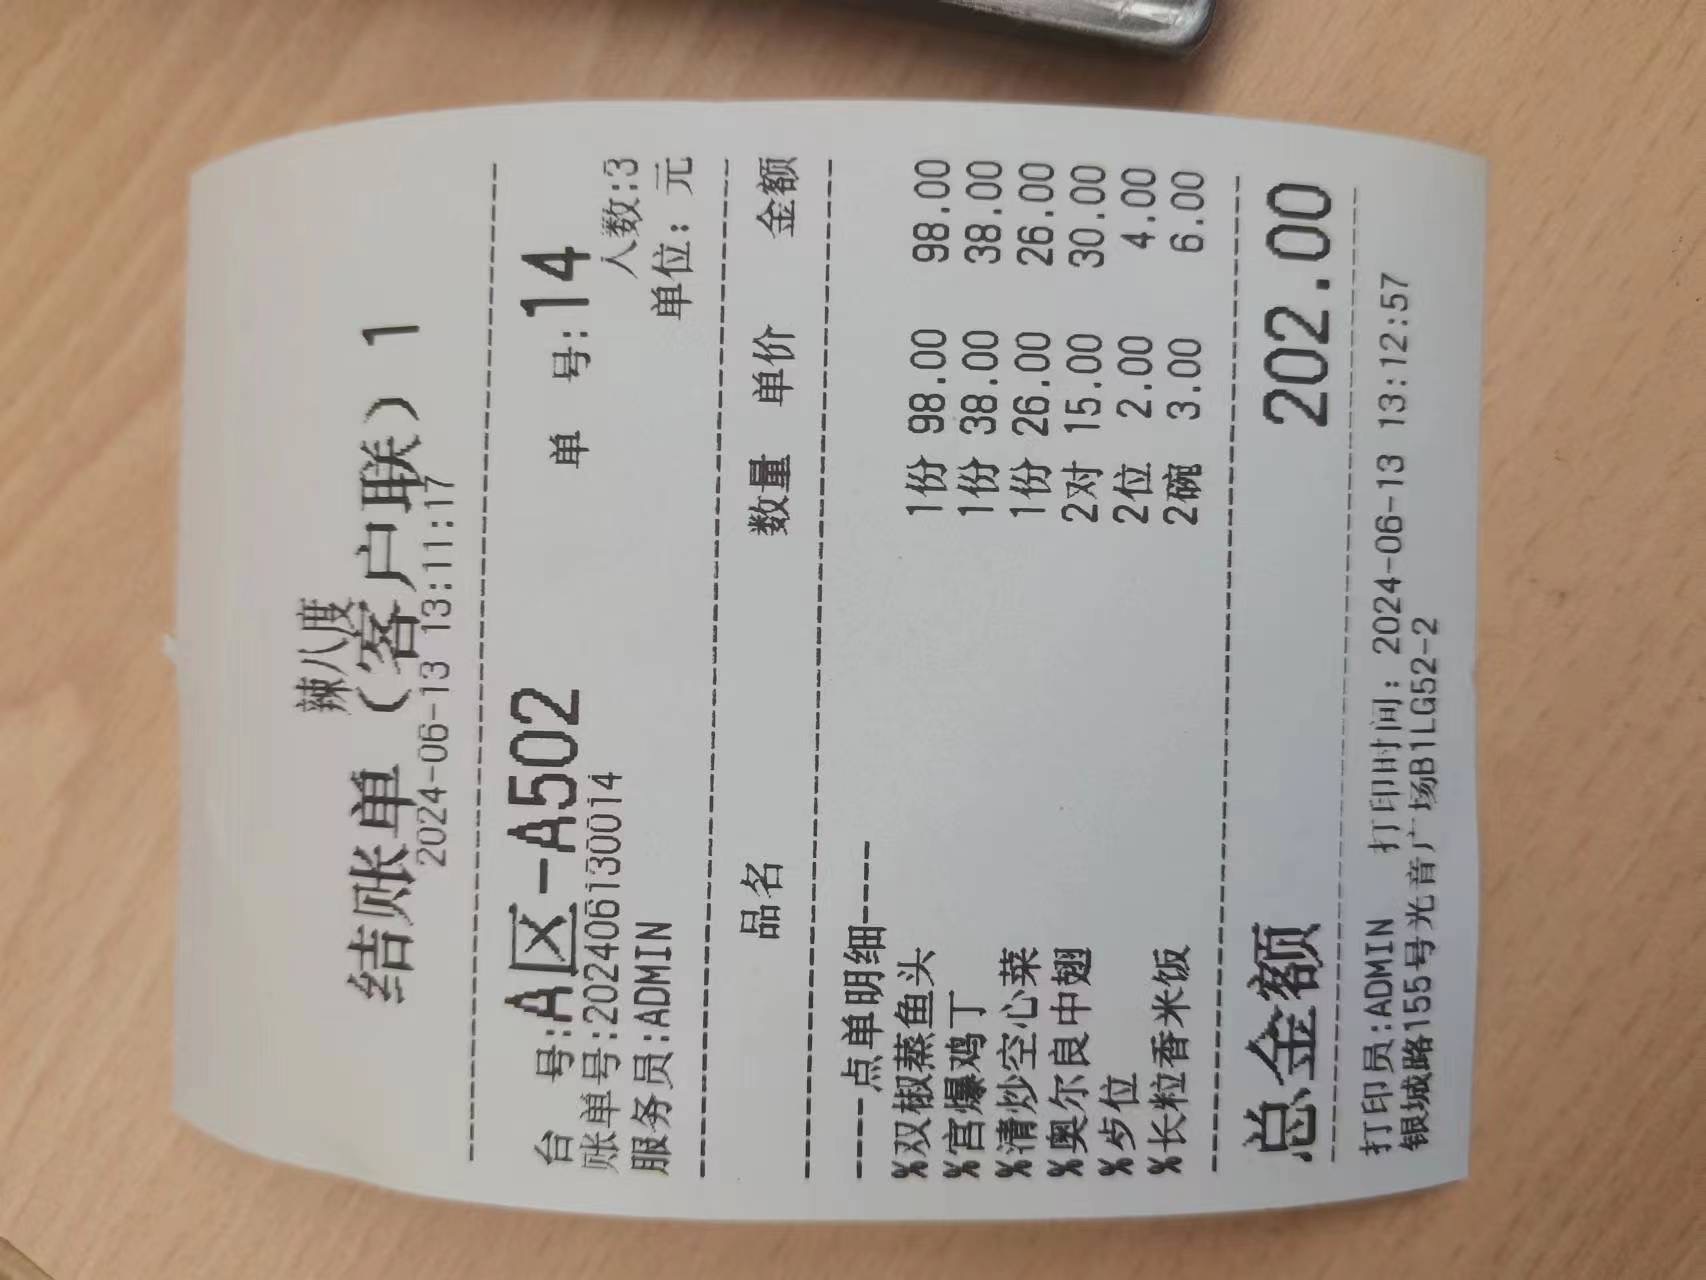 辣八度
结账单（客户联）1
2024-06-13 13:11:17
台 号:A区-A502 单 号:14
账单号:202406130014 人数:3
服务员:ADMIN 单位: 元
品名 数量 单价 金额
----点单明细----
%双椒蒸鱼头 1份 98.00 98.00
%宫爆鸡丁 1份 38.00 38.00
%清炒空心菜 1份 26.00 26.00
%奥尔良中翅 2对 15.00 30.00
%歺位 2位 2.00 4.00
%长粒香米饭 2碗 3.00 6.00
总金额 202.00
打印员:ADMIN 打印时间: 2024-06-13 13:12:57
银城路155号光音广场B1LG52-2